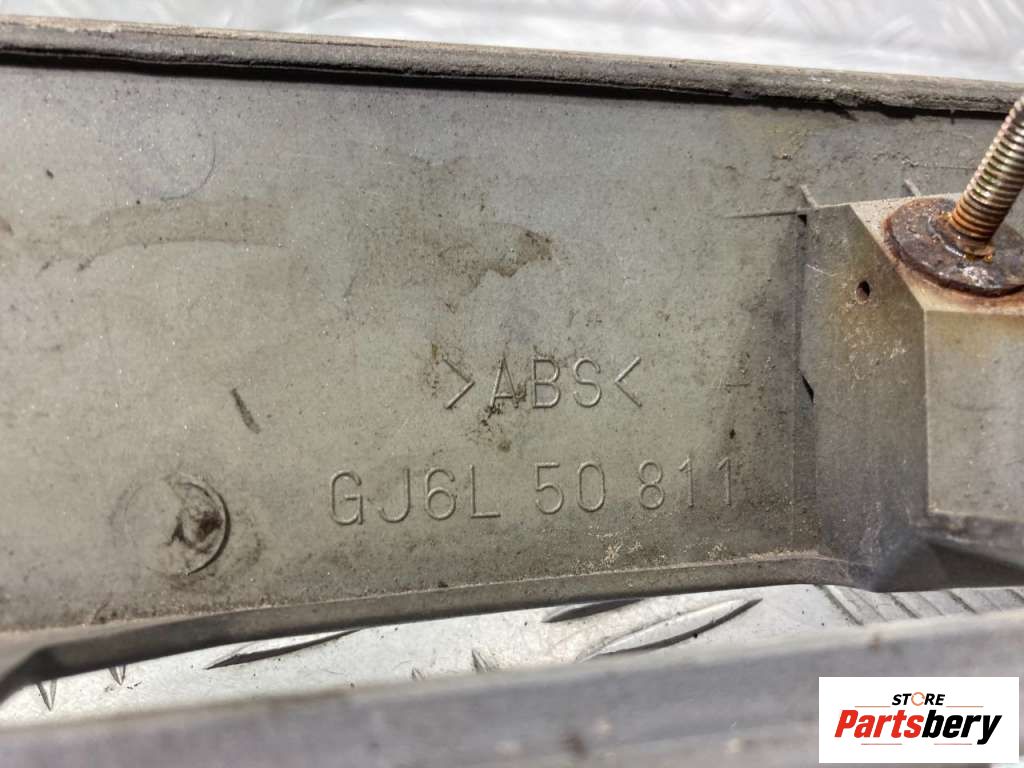 >ABS<
GJ6L 50 811
STORE
Partsbery